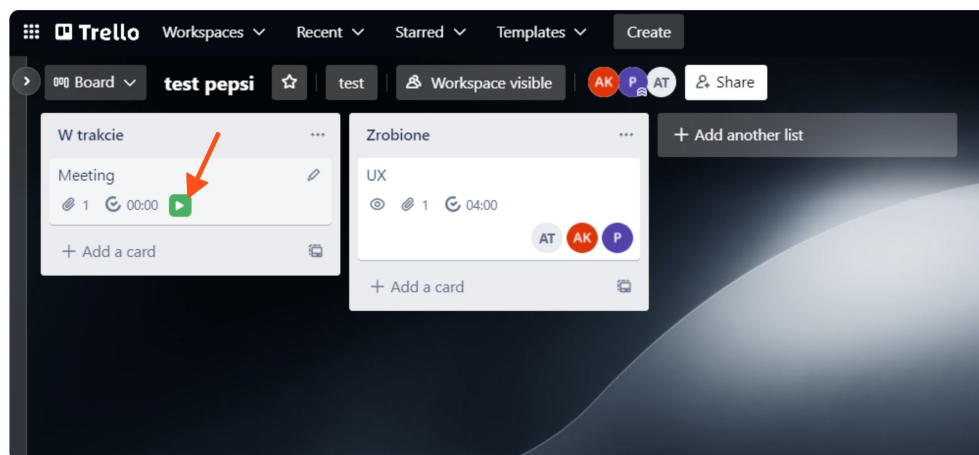 Trello Workspaces Recent Starred Templates Create
Board test pepsi test Workspace visible AK P AT Share
W trakcie
Meeting
1 00:00
+ Add a card
Zrobione
UX
1 04:00
AT AK P
+ Add a card
+ Add another list